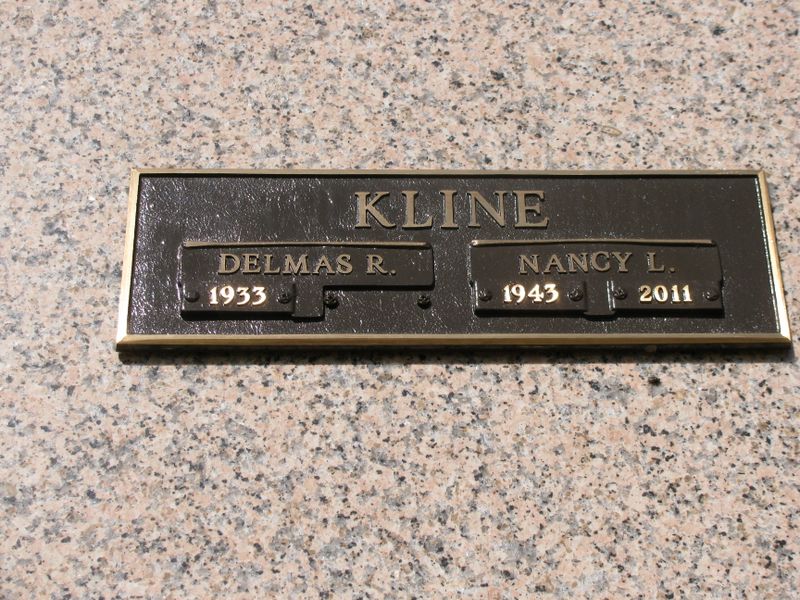 KLINE
DELMAS R.
1933
NANCY L.
1943 2011